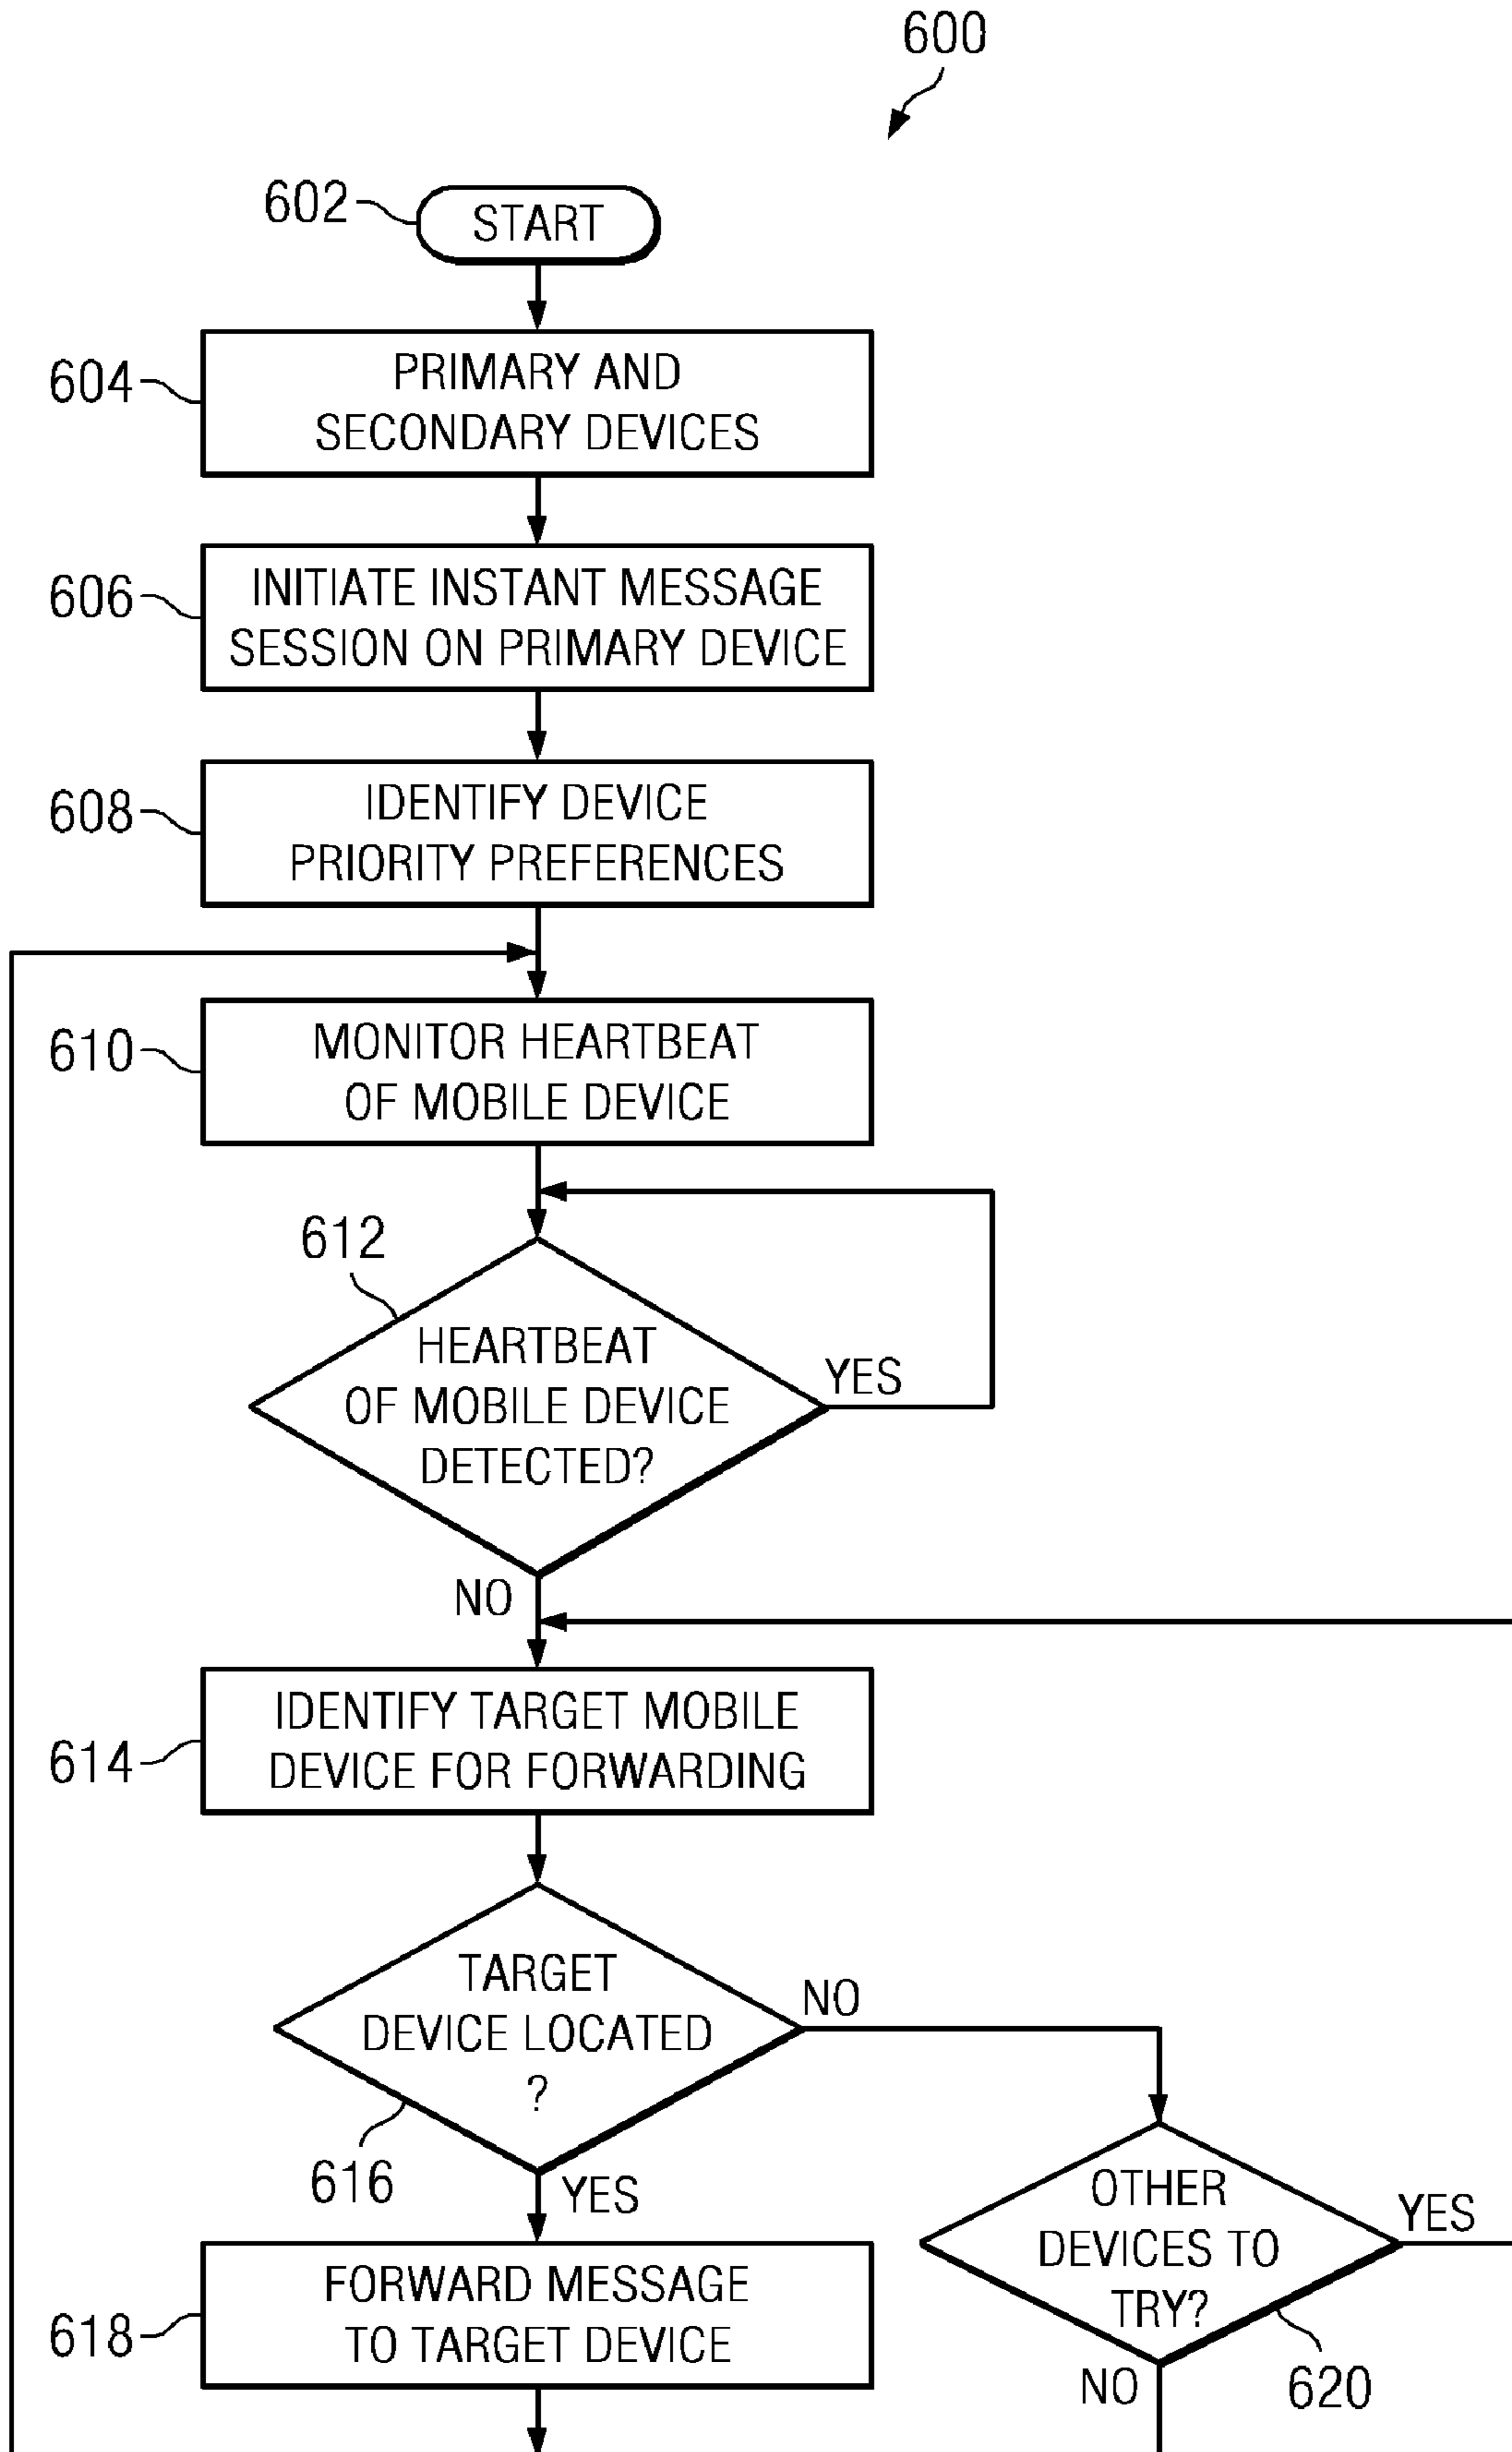 600
602
START
604
PRIMARY AND
SECONDARY DEVICES
606
INITIATE INSTANT MESSAGE
SESSION ON PRIMARY DEVICE
608
IDENTIFY DEVICE
PRIORITY PREFERENCES
610
MONITOR HEARTBEAT
OF MOBILE DEVICE
612
HEARTBEAT
OF MOBILE DEVICE
DETECTED?
YES
NO
614
IDENTIFY TARGET MOBILE
DEVICE FOR FORWARDING
TARGET
DEVICE LOCATED
?
NO
616
YES
OTHER
DEVICES TO
TRY?
YES
618
FORWARD MESSAGE
TO TARGET DEVICE
NO
620